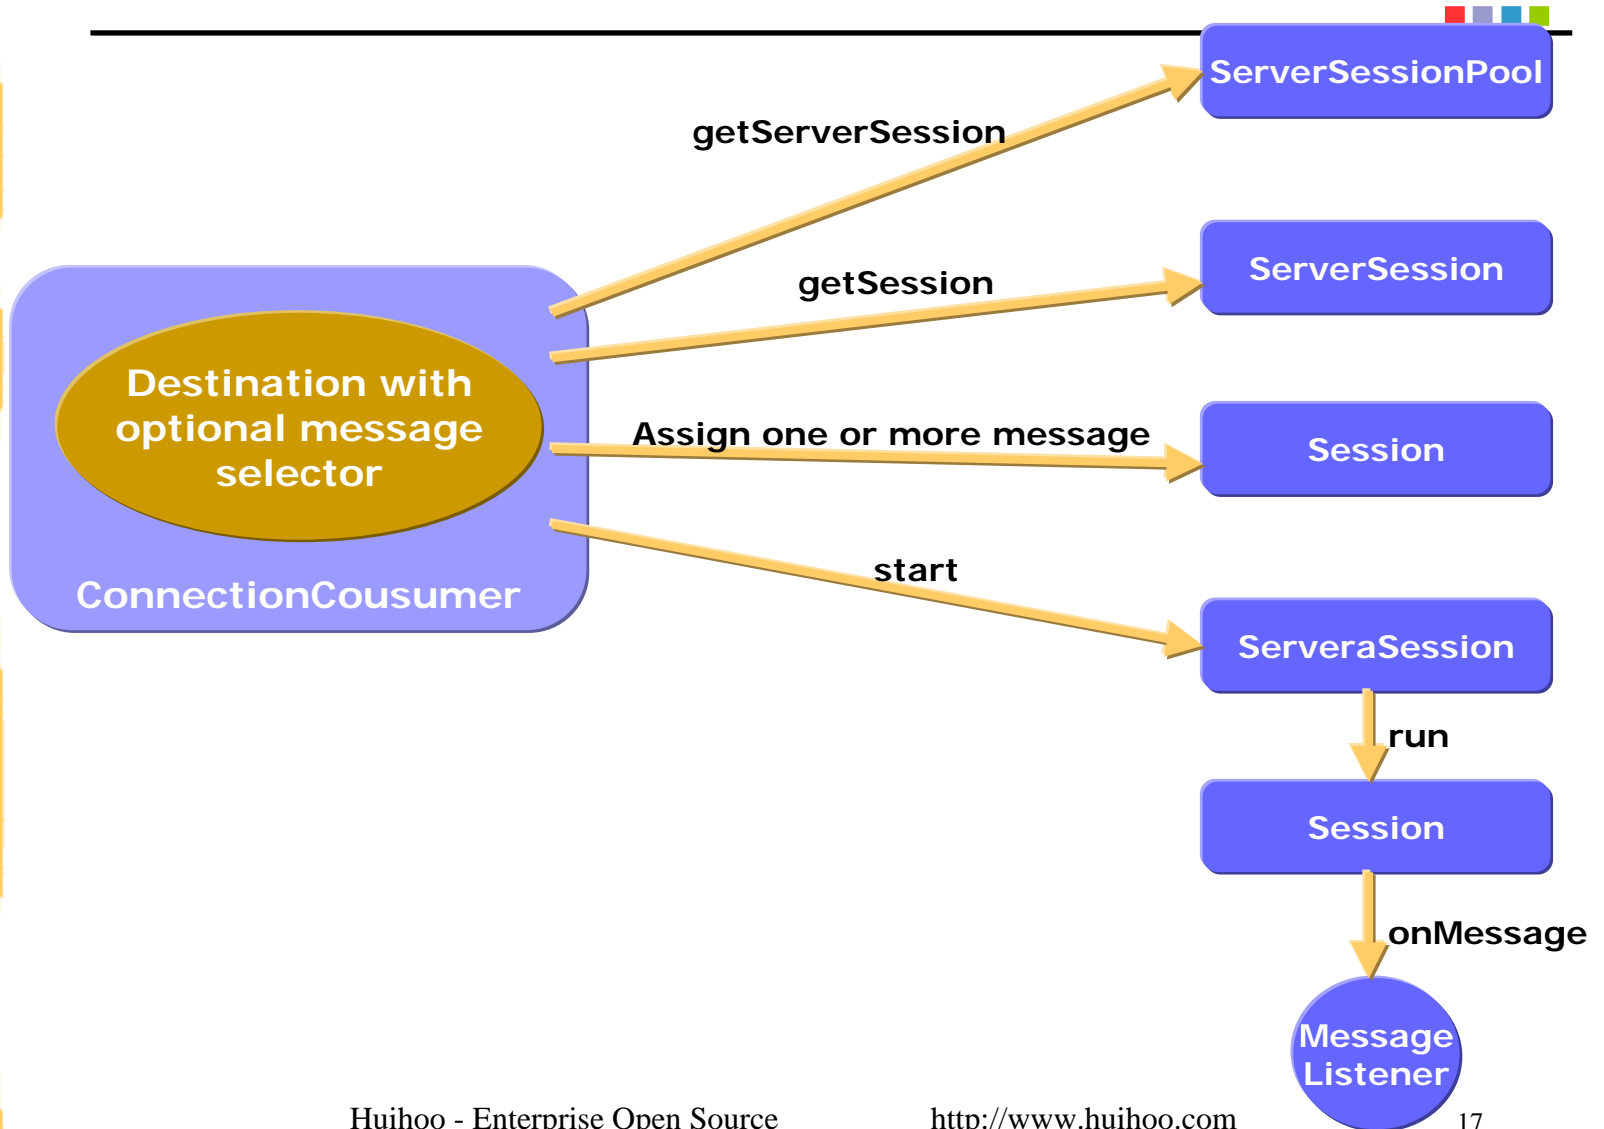 ServerSessionPool
getServerSession
ServerSession
getSession
Destination with
optional message
selector
Assign one or more message
Session
start
ConnectionCousumer
ServeraSession
run
Session
onMessage
Message
Listener
Huihoo - Enterprise Open Source
http://www.huihoo.com
17